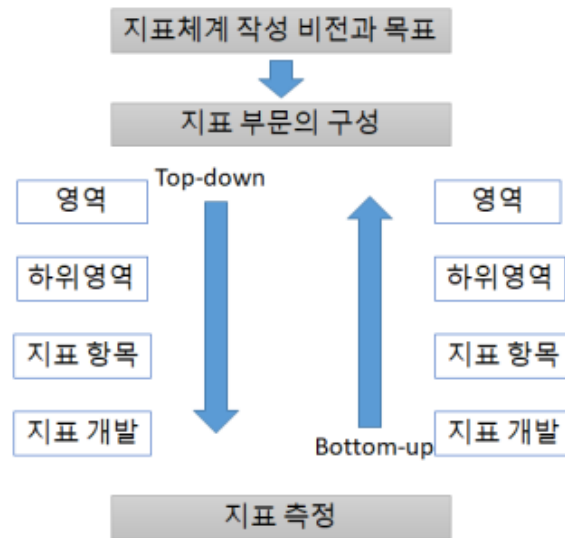 지표체계 작성 비전과 목표
지표 부문의 구성
Top-down
영역
영역
하위영역
하위영역
지표 항목
지표 항목
지표 개발
Bottom-up
지표 개발
지표 측정